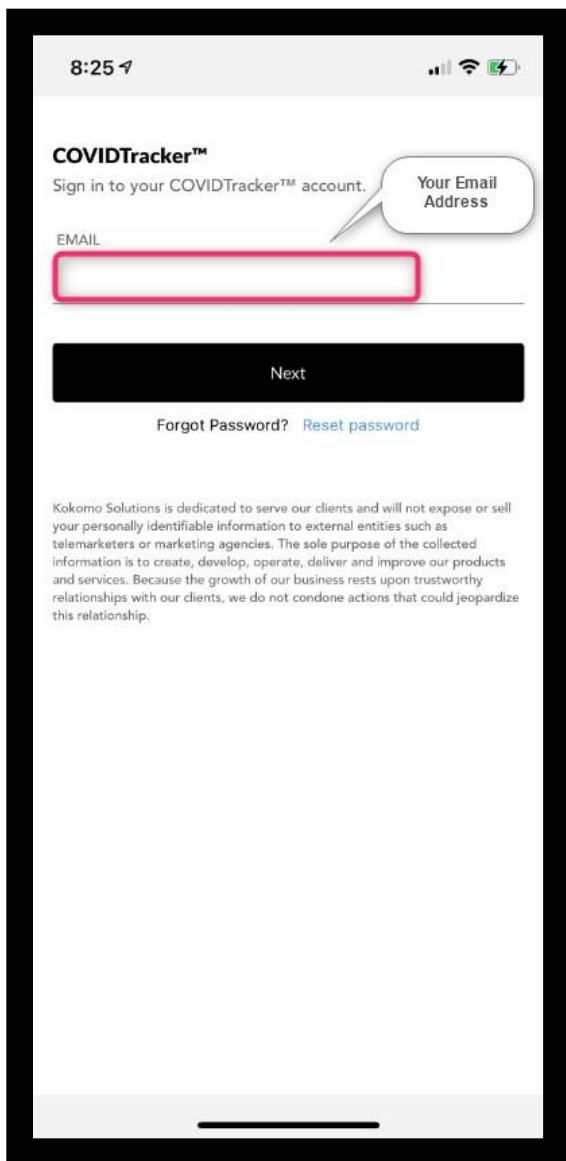 8:25
COVIDTracker™
Sign in to your COVIDTracker™ account.
Your Email
Address
EMAIL
Next
Forgot Password? Reset password
Kokomo Solutions is dedicated to serve our clients and will not expose or sell
your personally identifiable information to external entities such as
telemarketers or marketing agencies. The sole purpose of the collected
information is to create, develop, operate, deliver and improve our products
and services. Because the growth of our business rests upon trustworthy
relationships with our clients, we do not condone actions that could jeopardize
this relationship.